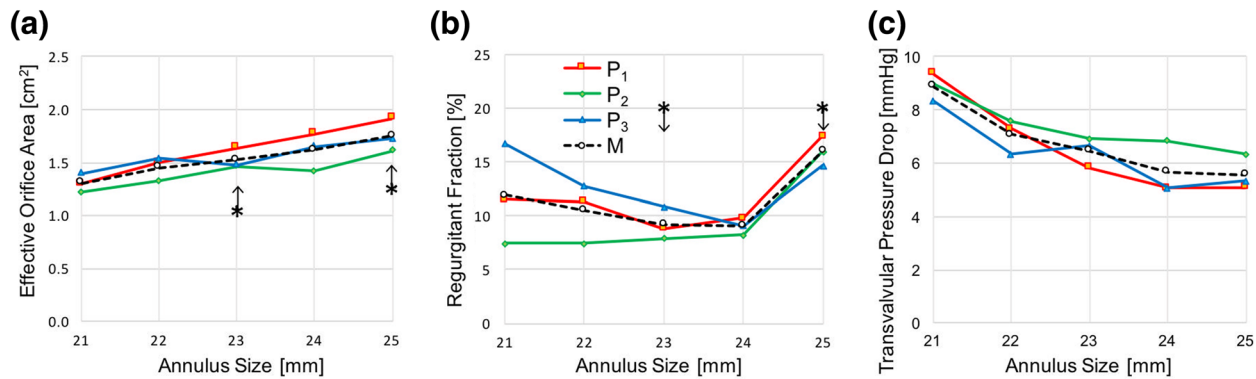 (a)
Effective Orifice Area [cm²]
2.5
2.0
1.5
1.0
0.5
0.0
*
*
21 22 23 24 25
Annulus Size [mm]
(b)
Regurgitant Fraction [%]
25
20
15
10
5
0
P₁
P₂
P₃
M
*
*
21 22 23 24 25
Annulus Size [mm]
(c)
Transvalvular Pressure Drop [mmHg]
10
8
6
4
2
0
21 22 23 24 25
Annulus Size [mm]